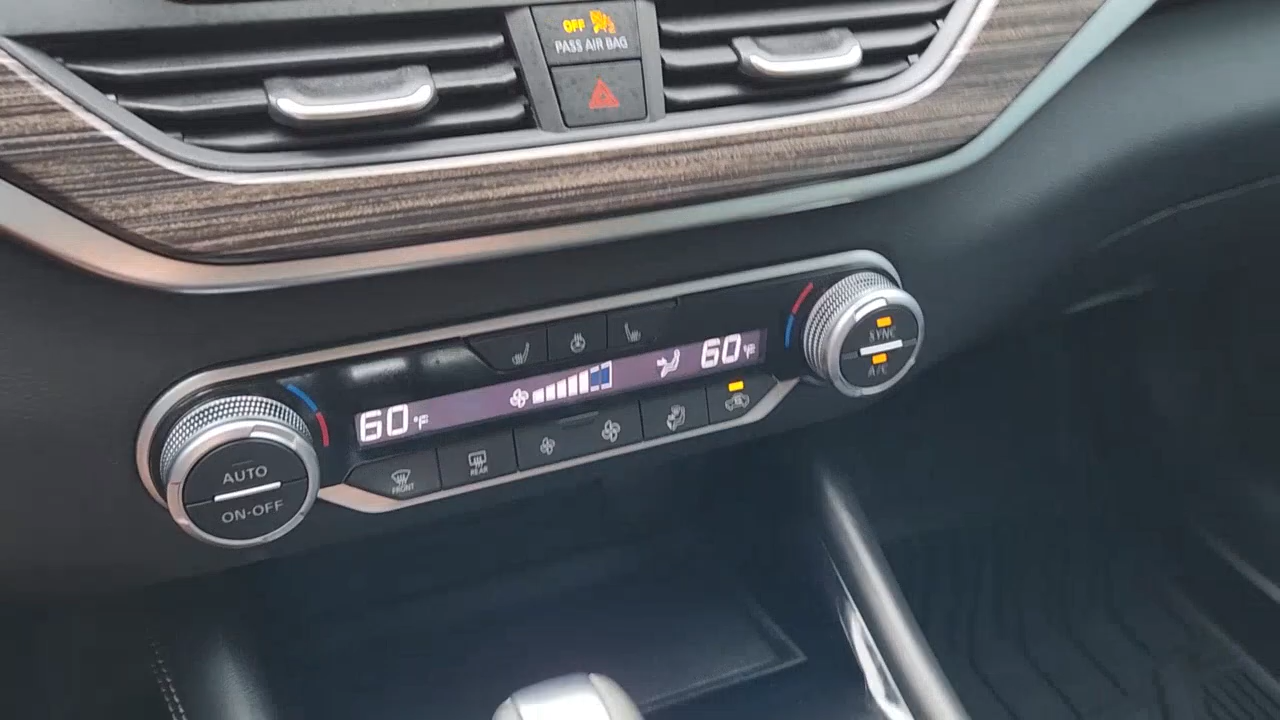 OFF
PASS AIR BAG
60°F
60°F
SYNC
A/C
AUTO
ON-OFF
FRONT
REAR